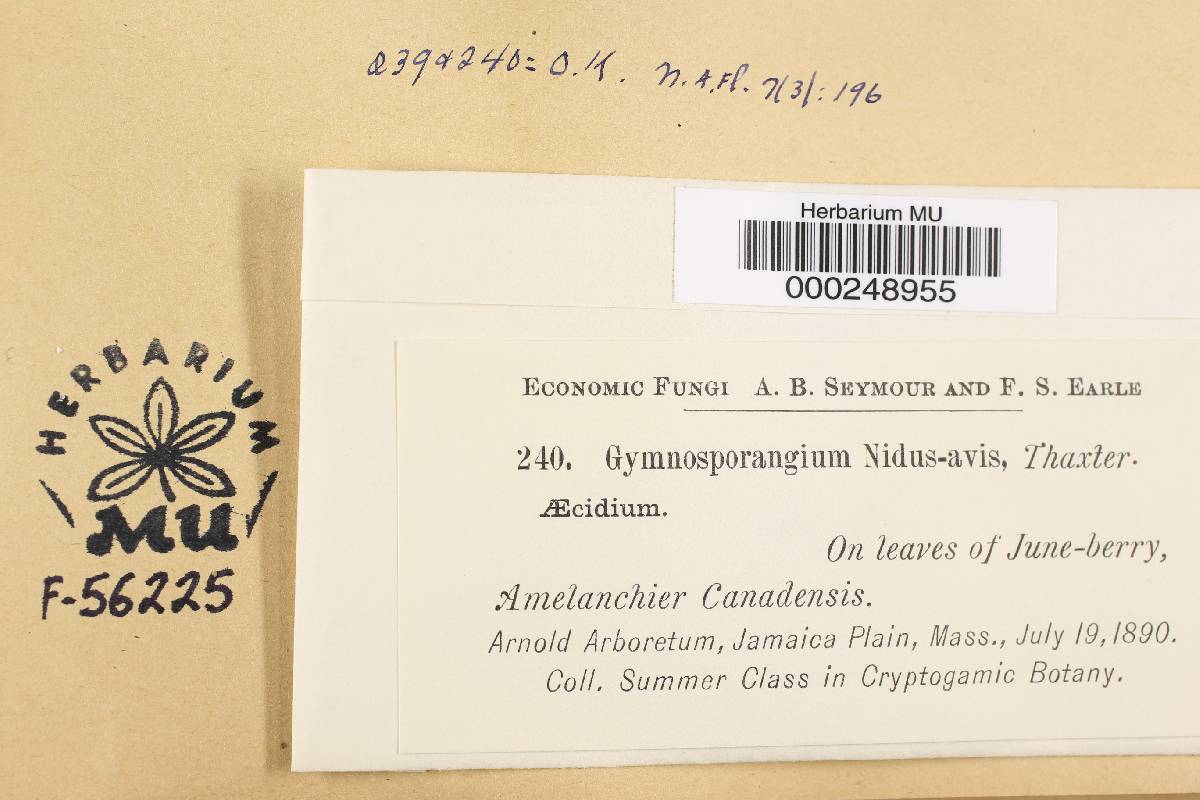 239 & 240 = O.K. N.A.Fl. 7(3): 196
Herbarium MU
000248955
HERBARIUM
MU
F-56225
ECONOMIC FUNGI A. B. SEYMOUR AND F. S. EARLE
240. Gymnosporangium Nidus-avis, Thaxter.
Æcidium.
On leaves of June-berry,
Amelanchier Canadensis.
Arnold Arboretum, Jamaica Plain, Mass., July 19, 1890.
Coll. Summer Class in Cryptogamic Botany.